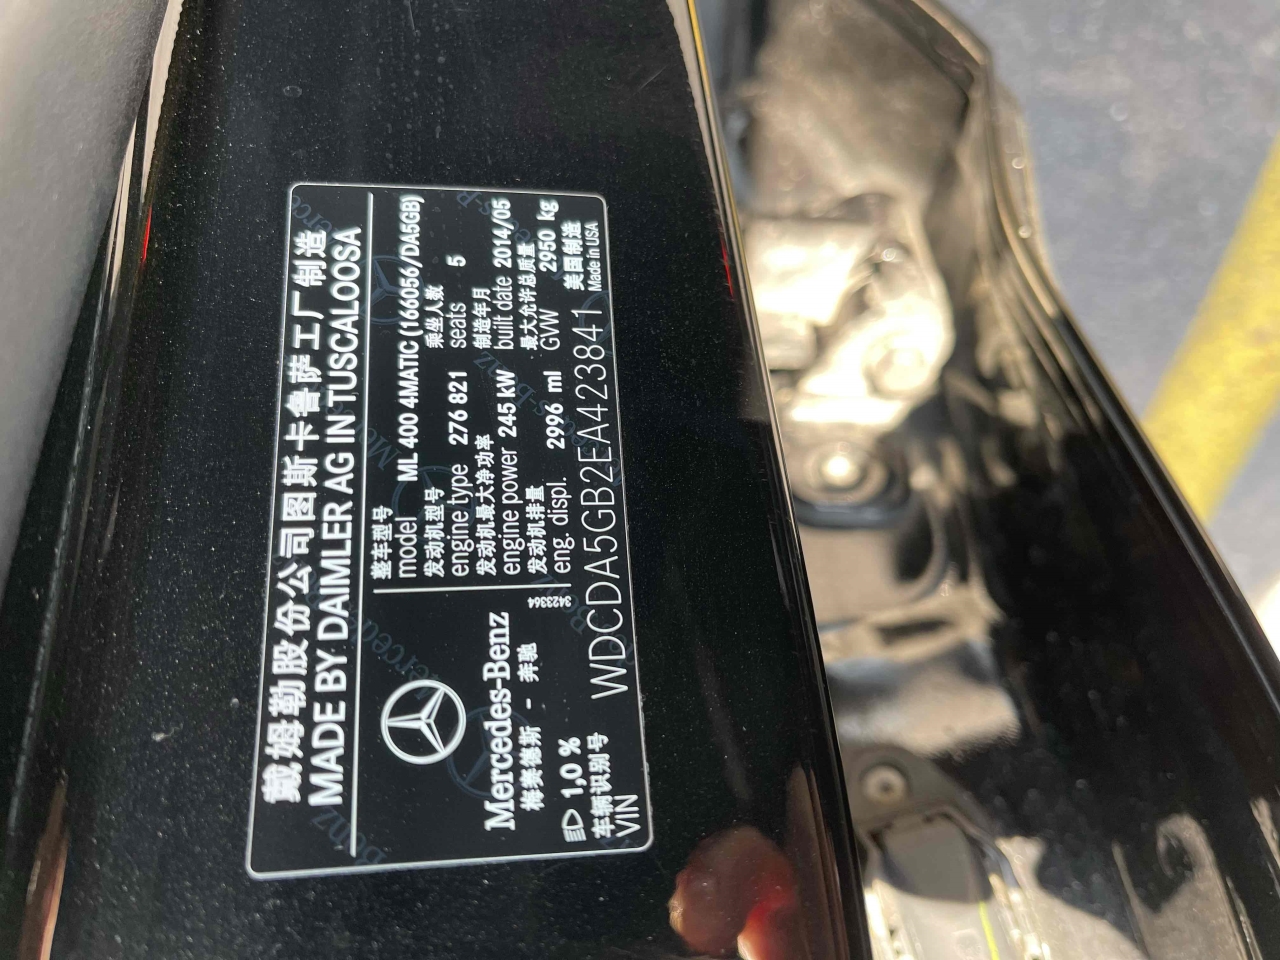 戴姆勒股份公司图斯卡鲁萨工厂制造
MADE BY DAIMLER AG IN TUSCALOOSA
整车型号
model ML 400 4MATIC (166056/DA5GB)
发动机型号 乘坐人数
engine type 276 821 seats 5
发动机最大净功率 制造年月
engine power 245 kW built date 2014/05
发动机排量 最大允许总质量
eng. displ. 2996 ml GVW 2950 kg
Mercedes-Benz
梅赛德斯 - 奔驰
3423364
1,0 %
美国制造
Made in USA
车辆识别号
VIN WDCDA5GB2EA423841